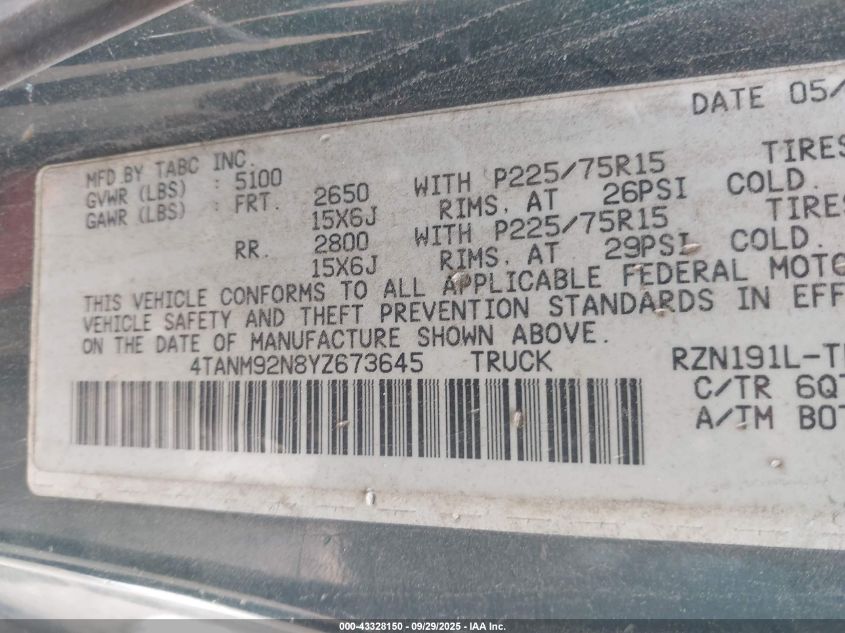 DATE 05/
MFD BY TABC INC.
GVWR (LBS) : 5100
GAWR (LBS) : FRT. 2650 WITH P225/75R15 TIRES
15X6J RIMS, AT 26PSI COLD.
RR. 2800 WITH P225/75R15 TIRES
15X6J RIMS, AT 29PSI COLD.
THIS VEHICLE CONFORMS TO ALL APPLICABLE FEDERAL MOTO
VEHICLE SAFETY AND THEFT PREVENTION STANDARDS IN EFF
ON THE DATE OF MANUFACTURE SHOWN ABOVE.
4TANM92N8YZ673645 TRUCK RZN191L-T
C/TR 6Q
A/TM B0
000-43328150 - 09/29/2025 - IAA Inc.